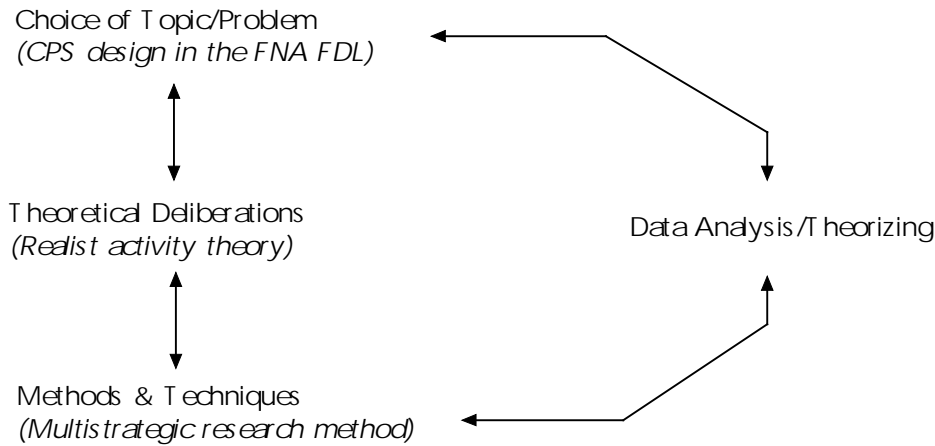 Choice of Topic/Problem
(CPS design in the FNA FDL)
Theoretical Deliberations
(Realist activity theory)
Data Analysis/Theorizing
Methods & Techniques
(Multistrategic research method)